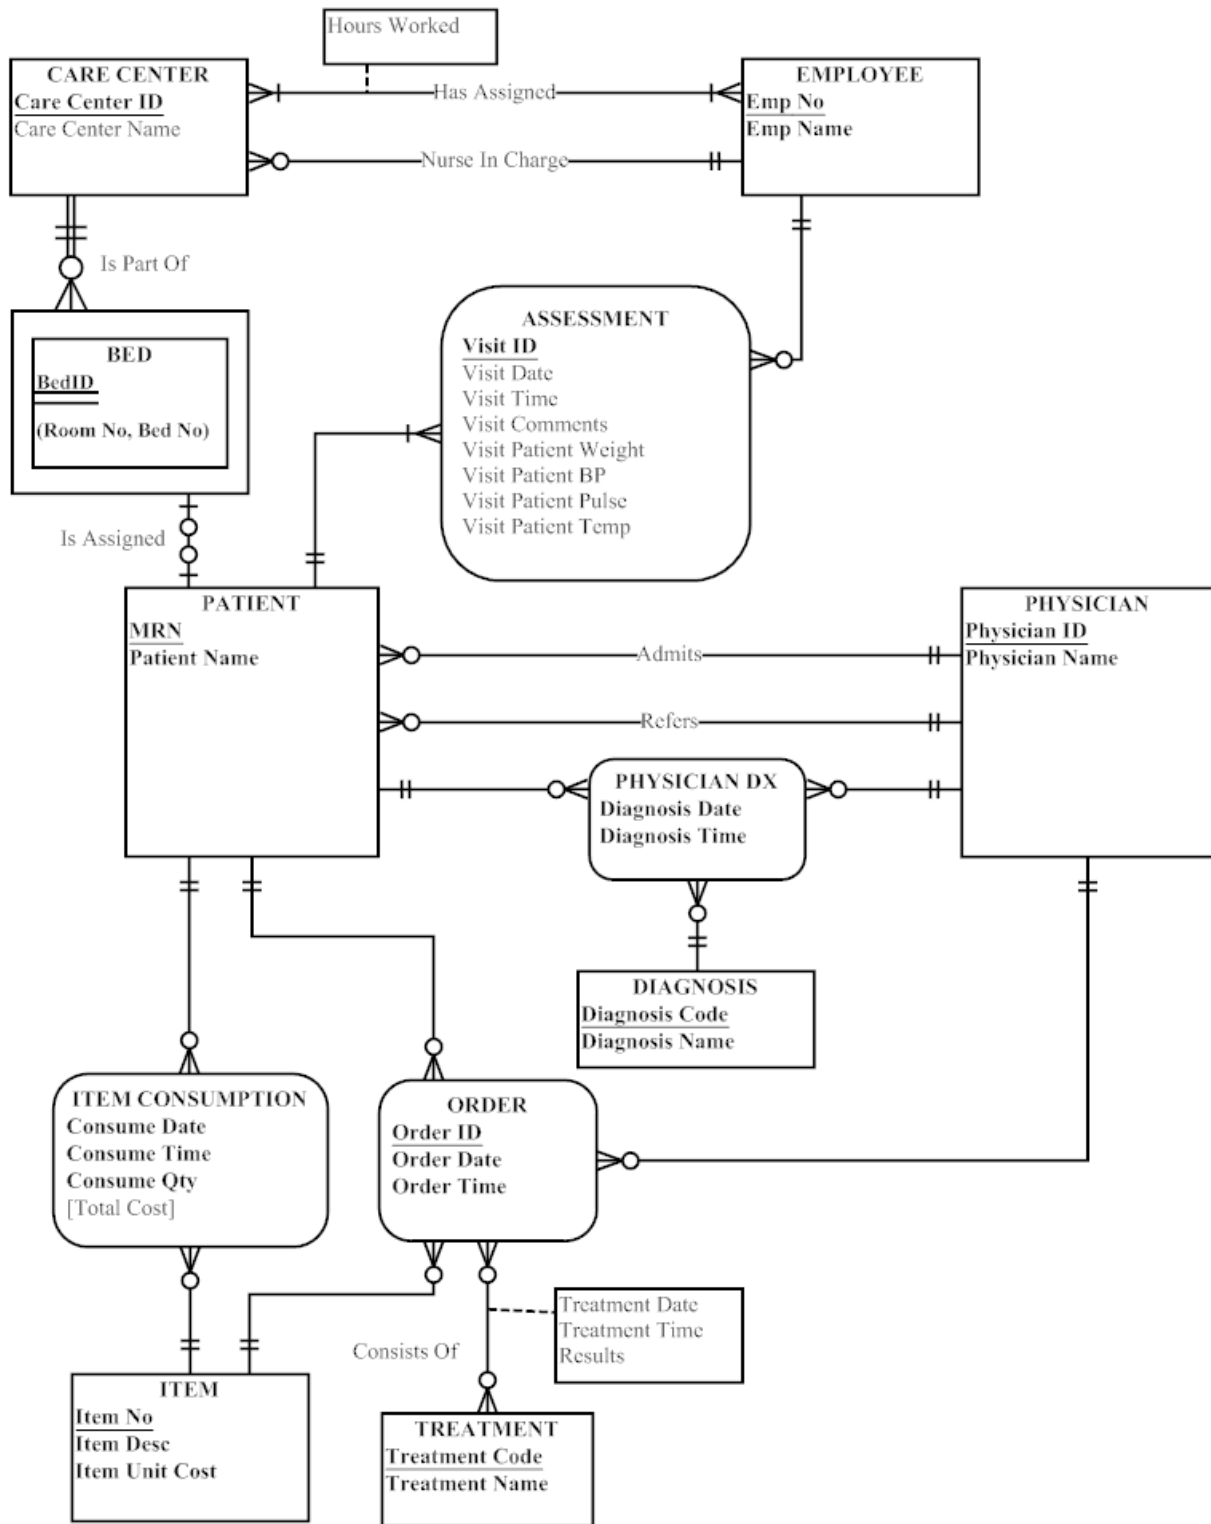 Hours Worked
CARE CENTER
Care Center ID
Care Center Name
Has Assigned
EMPLOYEE
Emp No
Emp Name
Nurse In Charge
Is Part Of
BED
BedID
(Room No, Bed No)
ASSESSMENT
Visit ID
Visit Date
Visit Time
Visit Comments
Visit Patient Weight
Visit Patient BP
Visit Patient Pulse
Visit Patient Temp
Is Assigned
PATIENT
MRN
Patient Name
PHYSICIAN
Physician ID
Physician Name
Admits
Refers
PHYSICIAN DX
Diagnosis Date
Diagnosis Time
DIAGNOSIS
Diagnosis Code
Diagnosis Name
ITEM CONSUMPTION
Consume Date
Consume Time
Consume Qty
[Total Cost]
ORDER
Order ID
Order Date
Order Time
Treatment Date
Treatment Time
Results
Consists Of
ITEM
Item No
Item Desc
Item Unit Cost
TREATMENT
Treatment Code
Treatment Name